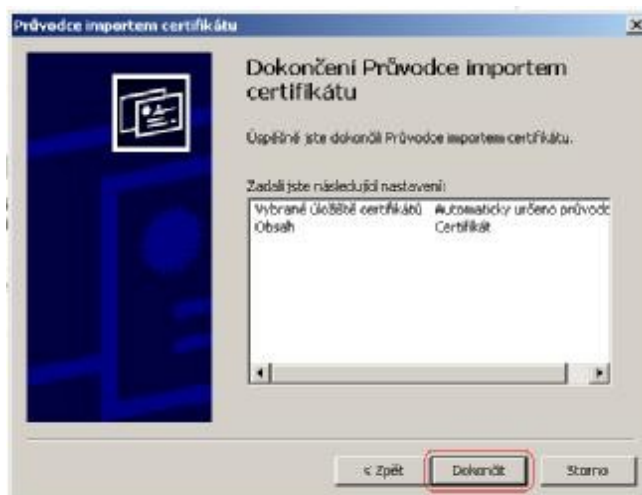 Průvodce importem certifikátu
Dokončení Průvodce importem
certifikátu
Úspěšně jste dokončili Průvodce importem certifikátu.
Zadali jste následující nastavení:
Vybrané úložiště certifikátů Automaticky určeno průvodc
Obsah Certifikát
< Zpět Dokončit Storno